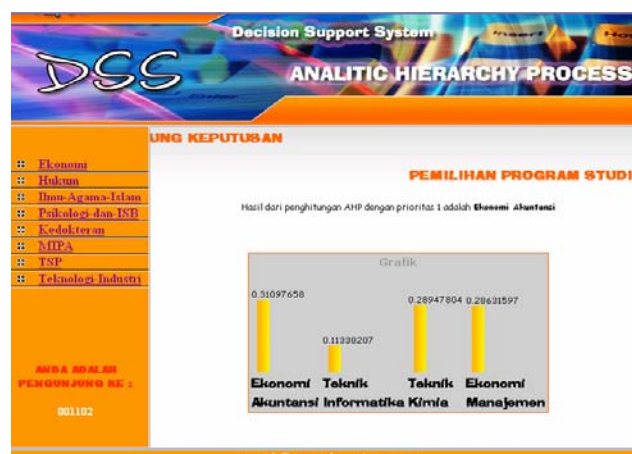 Decision Support System
DSS
ANALITIC HIERARCHY PROCESS
Insert
Enter
UNG KEPUTUSAN
Ekonomi
Hukum
Ilmu-Agama-Islam
Psikologi-dan-ISB
Kedokteran
MIPA
TSP
Teknologi-Industri
PEMILIHAN PROGRAM STUDI
Hasil dari penghitungan AHP dengan prioritas 1 adalah Ekonomi Akuntansi
Grafik
0.31097658
0.11338207
0.28947804
0.28631597
Ekonomi Akuntansi
Teknik Informatika
Teknik Kimia
Ekonomi Manajemen
ANDA ADALAH
PENGUNJUNG KE :
001102